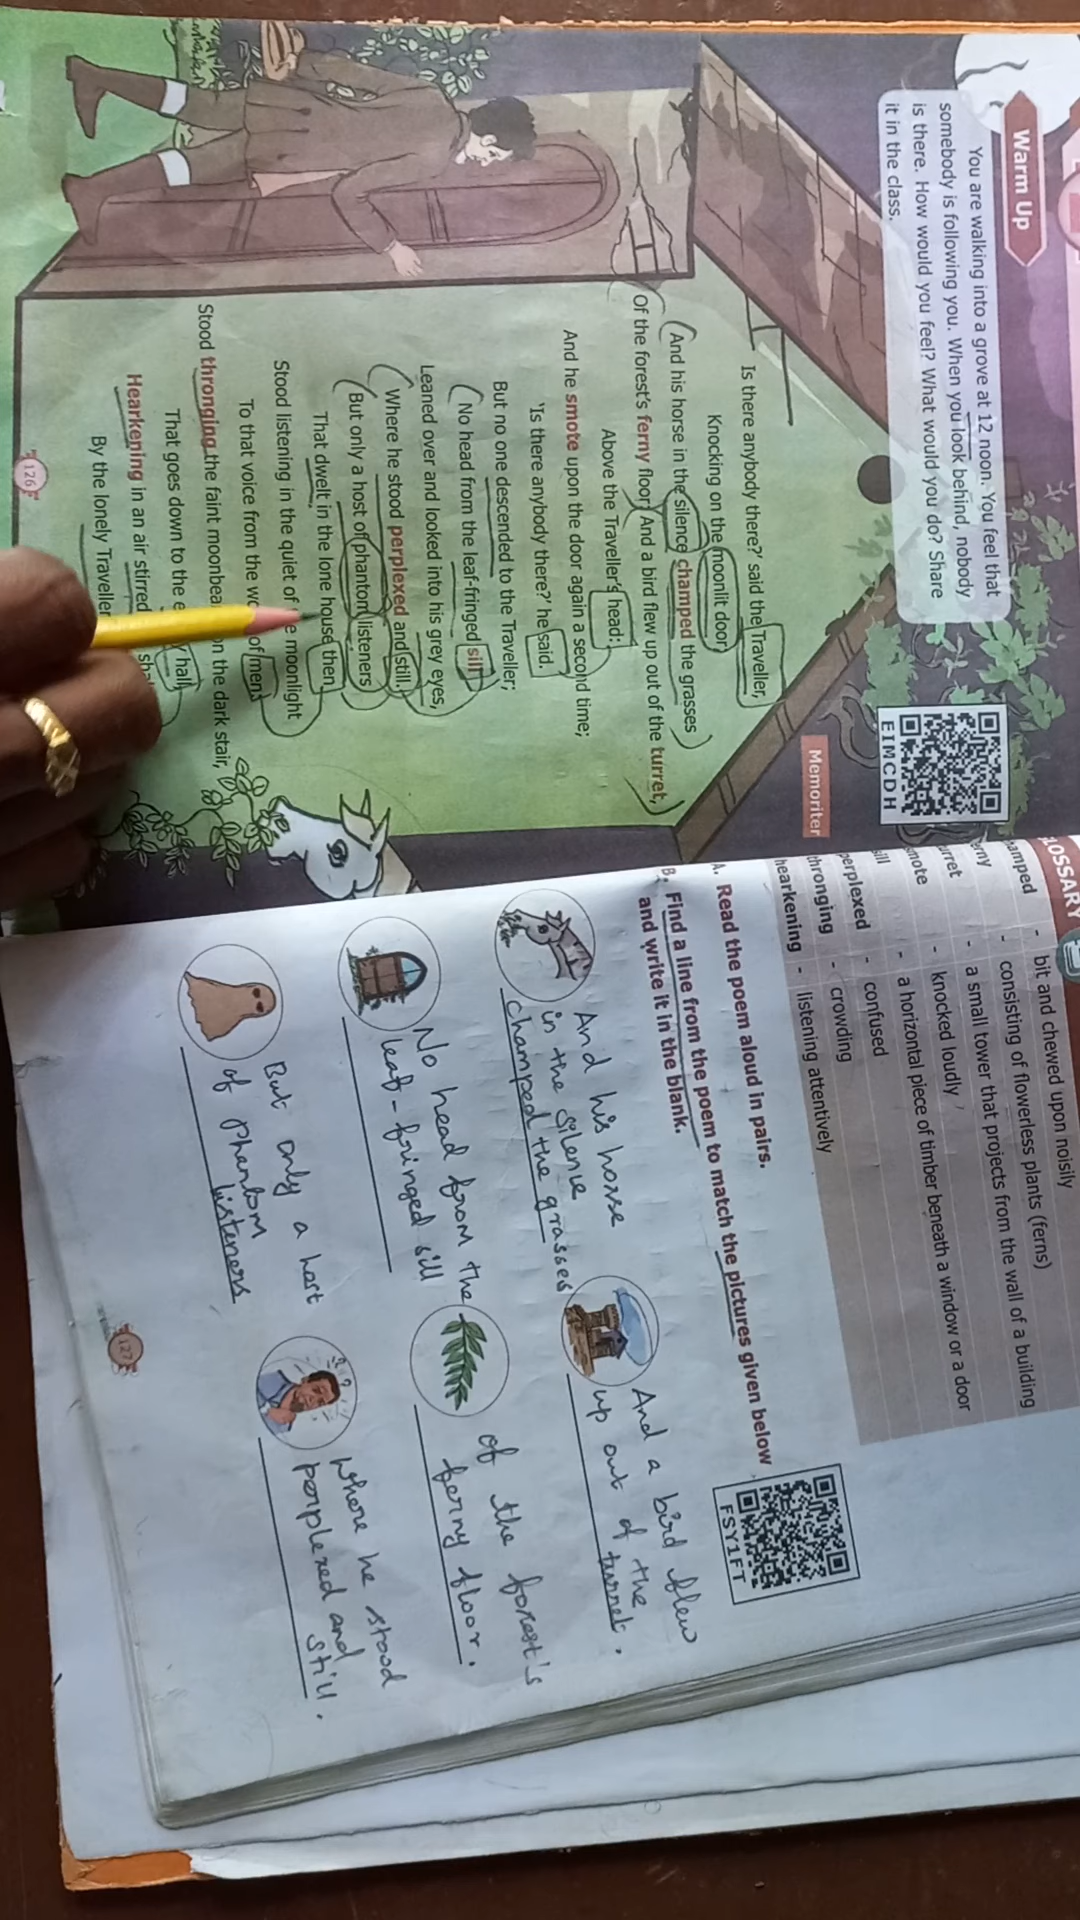 Warm Up
You are walking into a grove at 12 noon. You feel that
somebody is following you. When you look behind, nobody
is there. How would you feel? What would you do? Share
it in the class.
EIMCDH
Memoriter
Is there anybody there?' said the Traveller,
Knocking on the moonlit door;
And his horse in the silence champed the grasses
Of the forest's ferny floor; And a bird flew up out of the turret,
Above the Traveller's head:
And he smote upon the door again a second time;
'Is there anybody there?' he said.
But no one descended to the Traveller;
No head from the leaf-fringed sill
Leaned over and looked into his grey eyes,
Where he stood perplexed and still.
But only a host of phantom listeners
That dwelt in the lone house then
Stood listening in the quiet of the moonlight
To that voice from the of men
Stood thronging the faint on the dark stair,
That goes down to the hall,
Hearkening in an air stirred
By the lonely Traveller
126
GLOSSARY
amped - bit and chewed upon noisily
erny - consisting of flowerless plants (ferns)
urret - a small tower that projects from the wall of a building
mote - knocked loudly
sill - a horizontal piece of timber beneath a window or a door
perplexed - confused
thronging - crowding
hearkening - listening attentively
A. Read the poem aloud in pairs.
B. Find a line from the poem to match the pictures given below
and write it in the blank.
FSY1FT
And his horse
in the silence
champed the grasses
And a bird flew
up out of the
turret.
No head from the
leaf-fringed sill
of the forest's
ferny floor.
But only a host
of phantom
listeners
Where he stood
perplexed and
still.
127